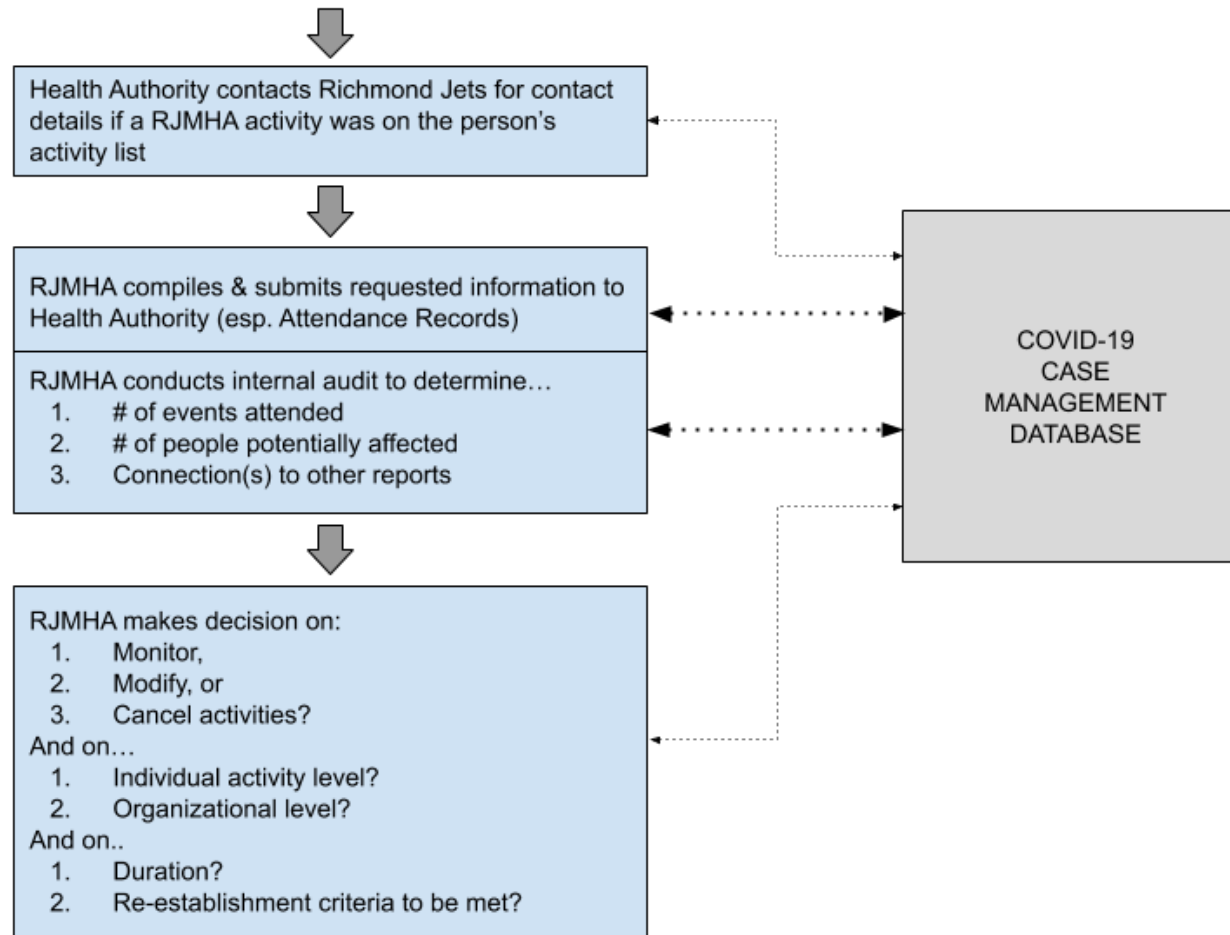 Health Authority contacts Richmond Jets for contact
details if a RJMHA activity was on the person's
activity list
RJMHA compiles & submits requested information to
Health Authority (esp. Attendance Records)
RJMHA conducts internal audit to determine…
1. # of events attended
2. # of people potentially affected
3. Connection(s) to other reports
COVID-19
CASE
MANAGEMENT
DATABASE
RJMHA makes decision on:
1. Monitor,
2. Modify, or
3. Cancel activities?
And on…
1. Individual activity level?
2. Organizational level?
And on..
1. Duration?
2. Re-establishment criteria to be met?